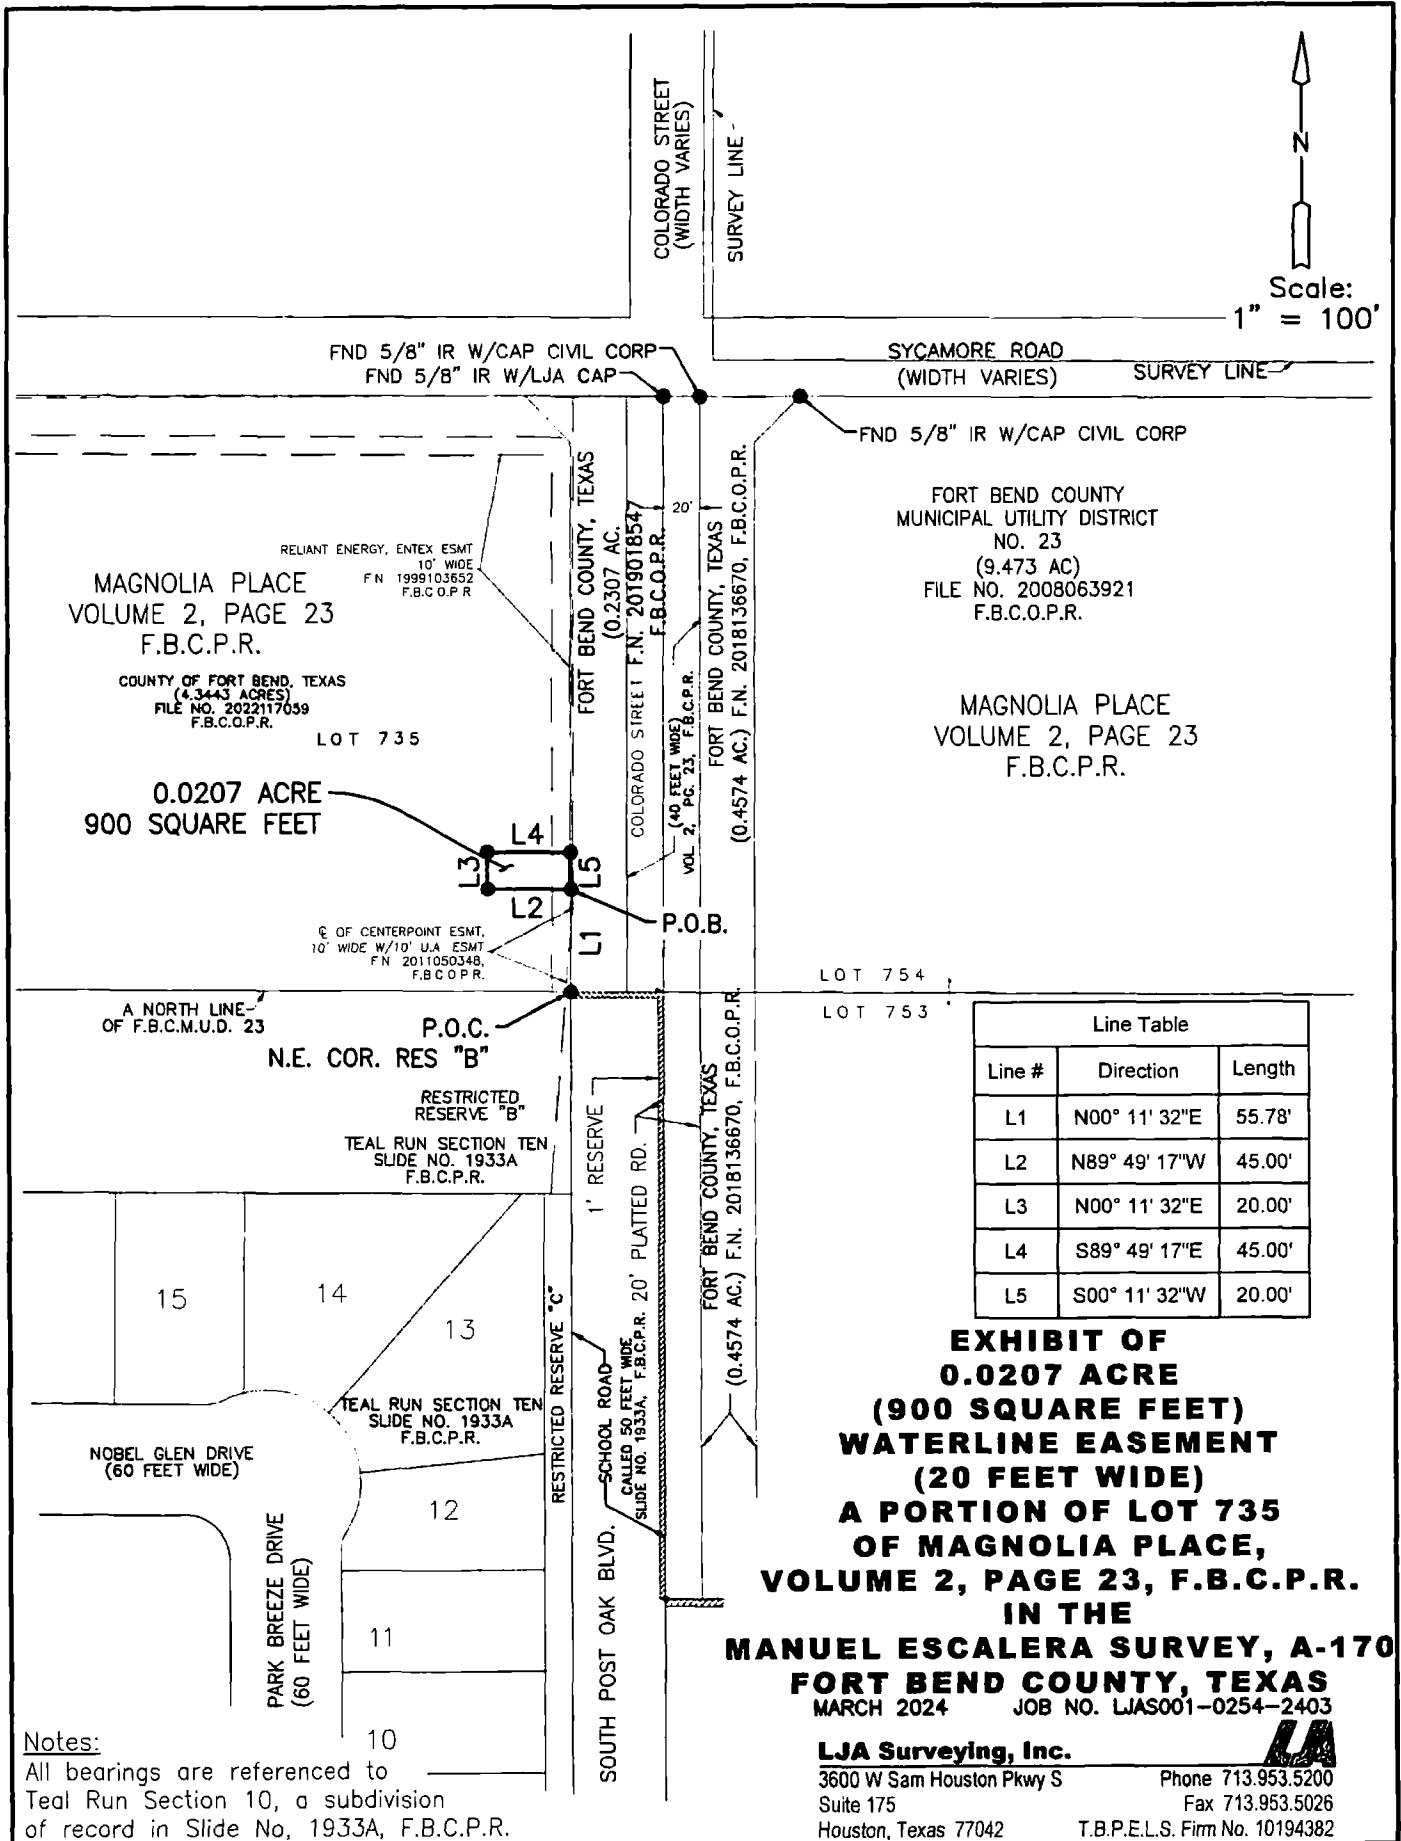 COLORADO STREET
(WIDTH VARIES)
SURVEY LINE
N
Scale:
1" = 100'
FND 5/8" IR W/CAP CIVIL CORP
FND 5/8" IR W/LJA CAP
SYCAMORE ROAD
(WIDTH VARIES)
SURVEY LINE
FND 5/8" IR W/CAP CIVIL CORP
FORT BEND COUNTY
MUNICIPAL UTILITY DISTRICT
NO. 23
(9.473 AC)
FILE NO. 2008063921
F.B.C.O.P.R.
RELIANT ENERGY, ENTEX ESMT
10' WIDE
F N 1999103652
F.B.C O.P R
MAGNOLIA PLACE
VOLUME 2, PAGE 23
F.B.C.P.R.
COUNTY OF FORT BEND, TEXAS
(4.3443 ACRES)
FILE NO. 2022117059
F.B.C.O.P.R.
LOT 735
FORT BEND COUNTY, TEXAS
(0.2307 AC.
F.N. 2019018547
F.B.C.O.P.R.
20'
COLORADO STREET
(40 FEET WIDE)
VOL. 2, PG. 23, F.B.C.P.R.
FORT BEND COUNTY, TEXAS
(0.4574 AC.) F.N. 2018136670, F.B.C.O.P.R.
MAGNOLIA PLACE
VOLUME 2, PAGE 23
F.B.C.P.R.
0.0207 ACRE
900 SQUARE FEET
L4
L3
L5
L2
L1
P.O.B.
℄ OF CENTERPOINT ESMT,
10' WIDE W/10' U.A ESMT
F N 2011050348,
F.B C O P R.
LOT 754
LOT 753
A NORTH LINE
OF F.B.C.M.U.D. 23
P.O.C.
N.E. COR. RES "B"
RESTRICTED
RESERVE "B"
TEAL RUN SECTION TEN
SLIDE NO. 1933A
F.B.C.P.R.
1' RESERVE
20' PLATTED RD.
FORT BEND COUNTY, TEXAS
(0.4574 AC.) F.N. 2018136670, F.B.C.O.P.R.
Line Table
Line # Direction Length
L1 N00° 11' 32"E 55.78'
L2 N89° 49' 17"W 45.00'
L3 N00° 11' 32"E 20.00'
L4 S89° 49' 17"E 45.00'
L5 S00° 11' 32"W 20.00'
15
14
13
TEAL RUN SECTION TEN
SLIDE NO. 1933A
F.B.C.P.R.
RESTRICTED RESERVE "C"
SCHOOL ROAD
CALLED 50 FEET WIDE
SLIDE NO. 1933A, F.B.C.P.R.
SOUTH POST OAK BLVD.
NOBEL GLEN DRIVE
(60 FEET WIDE)
12
PARK BREEZE DRIVE
(60 FEET WIDE)
11
10
EXHIBIT OF
0.0207 ACRE
(900 SQUARE FEET)
WATERLINE EASEMENT
(20 FEET WIDE)
A PORTION OF LOT 735
OF MAGNOLIA PLACE,
VOLUME 2, PAGE 23, F.B.C.P.R.
IN THE
MANUEL ESCALERA SURVEY, A-170
FORT BEND COUNTY, TEXAS
MARCH 2024 JOB NO. LJAS001-0254-2403
LJA Surveying, Inc.
LJA
3600 W Sam Houston Pkwy S Phone 713.953.5200
Suite 175 Fax 713.953.5026
Houston, Texas 77042 T.B.P.E.L.S. Firm No. 10194382
Notes:
All bearings are referenced to
Teal Run Section 10, a subdivision
of record in Slide No, 1933A, F.B.C.P.R.